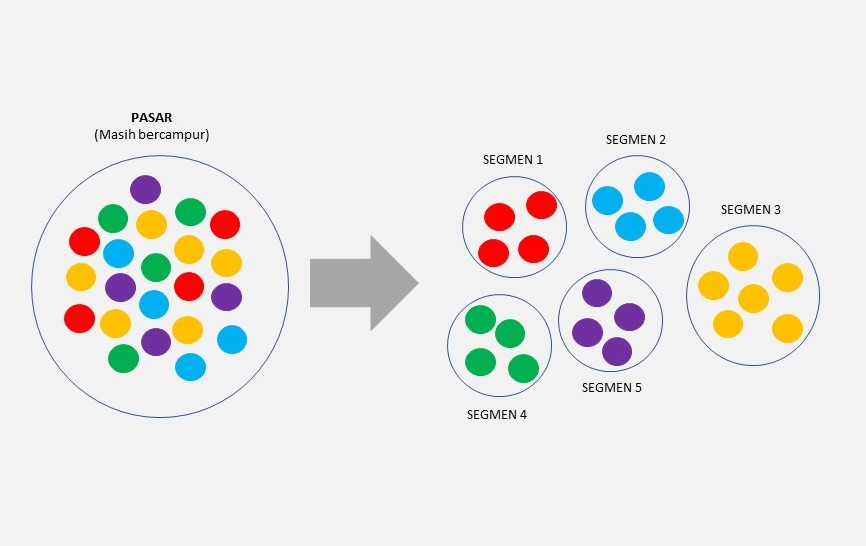 PASAR
(Masih bercampur)
SEGMEN 1
SEGMEN 2
SEGMEN 3
SEGMEN 4
SEGMEN 5